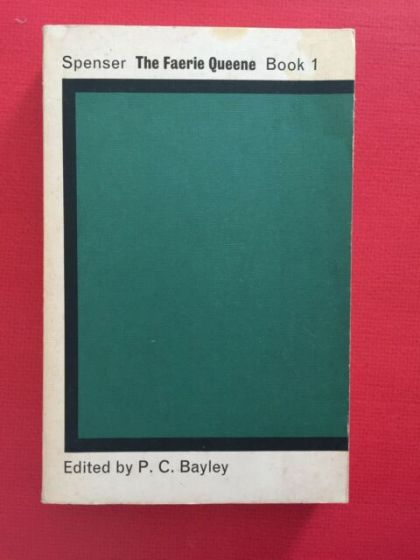 Spenser The Faerie Queene Book 1
Edited by P. C. Bayley